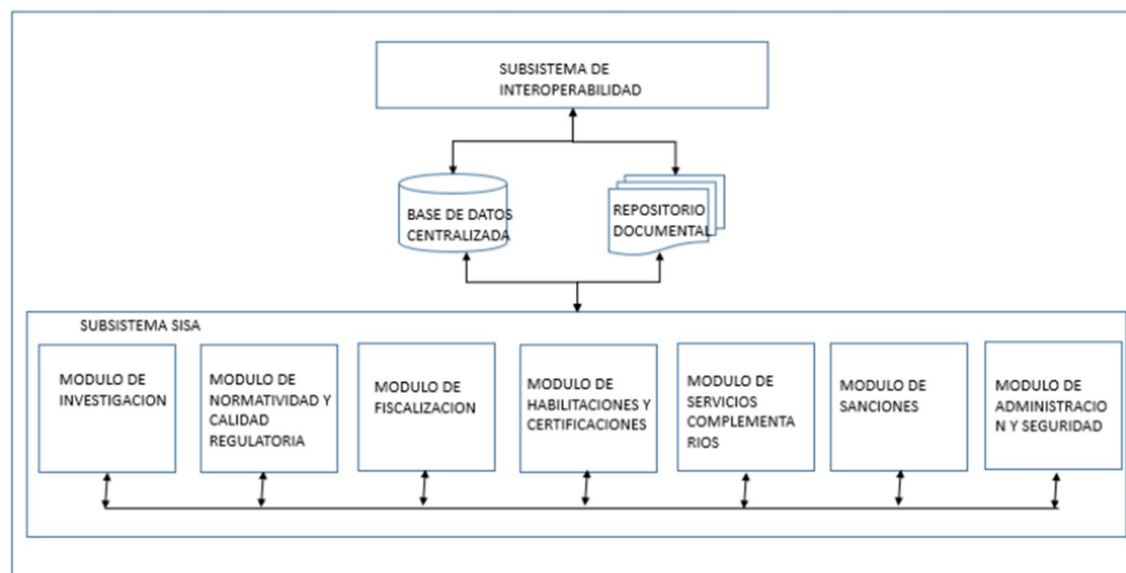 SUBSISTEMA DE
INTEROPERABILIDAD
BASE DE DATOS
CENTRALIZADA
REPOSITORIO
DOCUMENTAL
SUBSISTEMA SISA
MODULO DE
INVESTIGACION
MODULO DE
NORMATIVIDAD Y
CALIDAD
REGULATORIA
MODULO DE
FISCALIZACION
MODULO DE
HABILITACIONES Y
CERTIFICACIONES
MODULO DE
SERVICIOS
COMPLEMENTA
RIOS
MODULO DE
SANCIONES
MODULO DE
ADMINISTRACIO
N Y SEGURIDAD